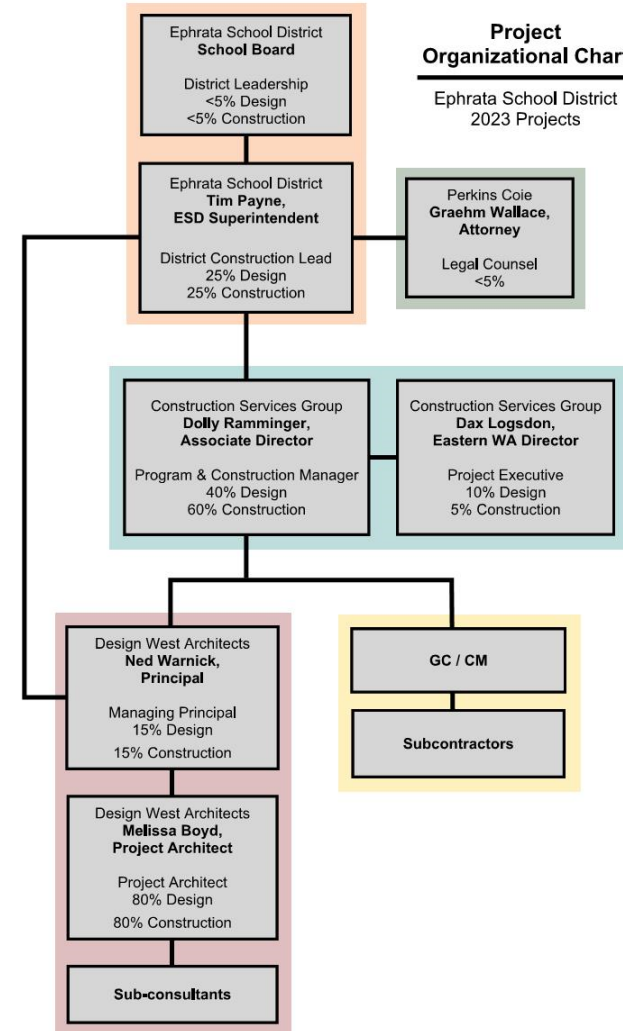 Project
Organizational Chart
Ephrata School District
2023 Projects
Ephrata School District
School Board
District Leadership
<5% Design
<5% Construction
Ephrata School District
Tim Payne,
ESD Superintendent
District Construction Lead
25% Design
25% Construction
Perkins Coie
Graehm Wallace,
Attorney
Legal Counsel
<5%
Construction Services Group
Dolly Ramminger,
Associate Director
Program & Construction Manager
40% Design
60% Construction
Construction Services Group
Dax Logsdon,
Eastern WA Director
Project Executive
10% Design
5% Construction
Design West Architects
Ned Warnick,
Principal
Managing Principal
15% Design
15% Construction
GC / CM
Subcontractors
Design West Architects
Melissa Boyd,
Project Architect
Project Architect
80% Design
80% Construction
Sub-consultants